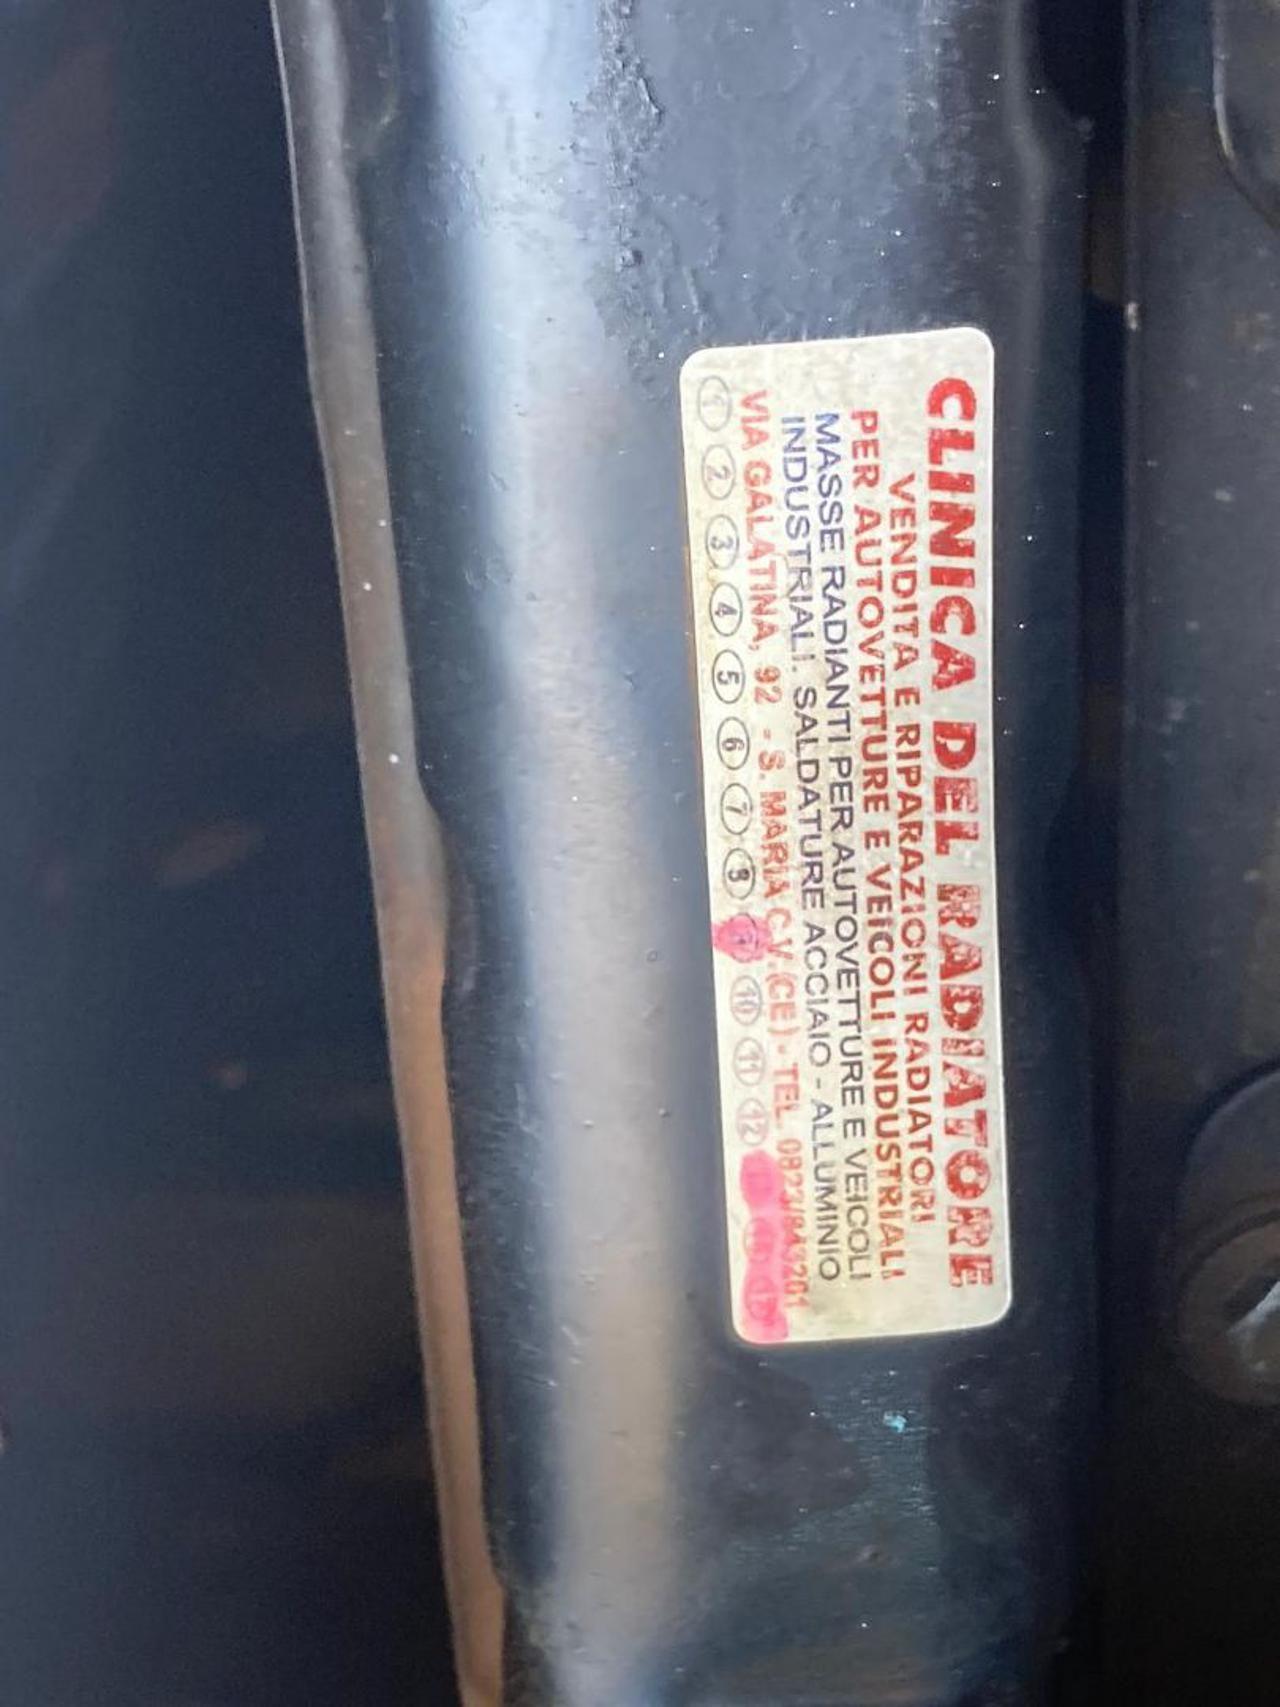 CLINICA DEL RADIATORE
VENDITA E RIPARAZIONI RADIATORI
PER AUTOVETTURE E VEICOLI INDUSTRIALI
MASSE RADIANTI PER AUTOVETTURE E VEICOLI
INDUSTRIALI. SALDATURE ACCIAIO - ALLUMINIO
VIA GALATINA, 92 - S. MARIA C.V. (CE) - TEL. 0823/843201
1 2 3 4 5 6 7 8 10 11 12